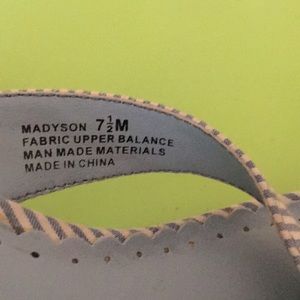 MADYSON 7½M
FABRIC UPPER BALANCE
MAN MADE MATERIALS
MADE IN CHINA